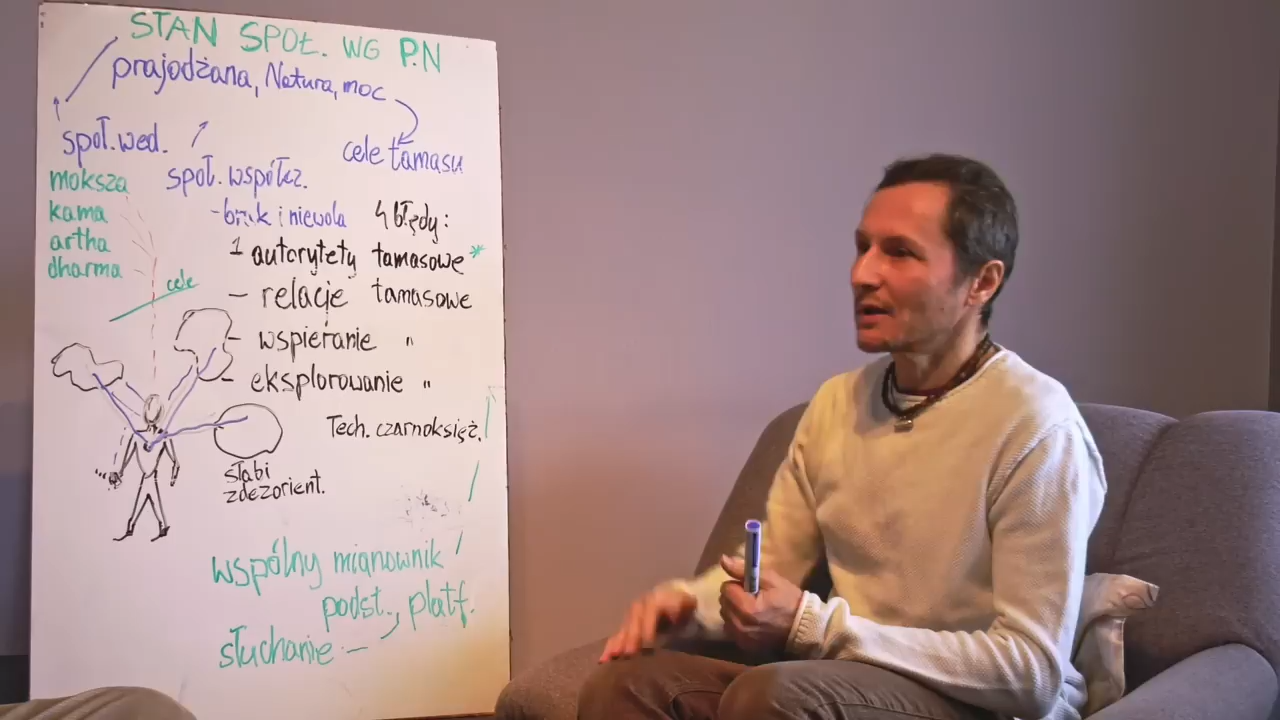 STAN SPOŁ. WG P.N
prajodżana, Natura, moc
społ. wed.
cele tamasu
moksza
kama
artha
dharma
cele
społ. współcz.
- brak i niewola
4 błędy:
1 autorytety tamasowe *
- relacje tamasowe
- wspieranie "
- eksplorowanie "
Tech. czarnoksięż.
słabi
zdezorient.
wspólny mianownik
podst., platf.
słuchanie -